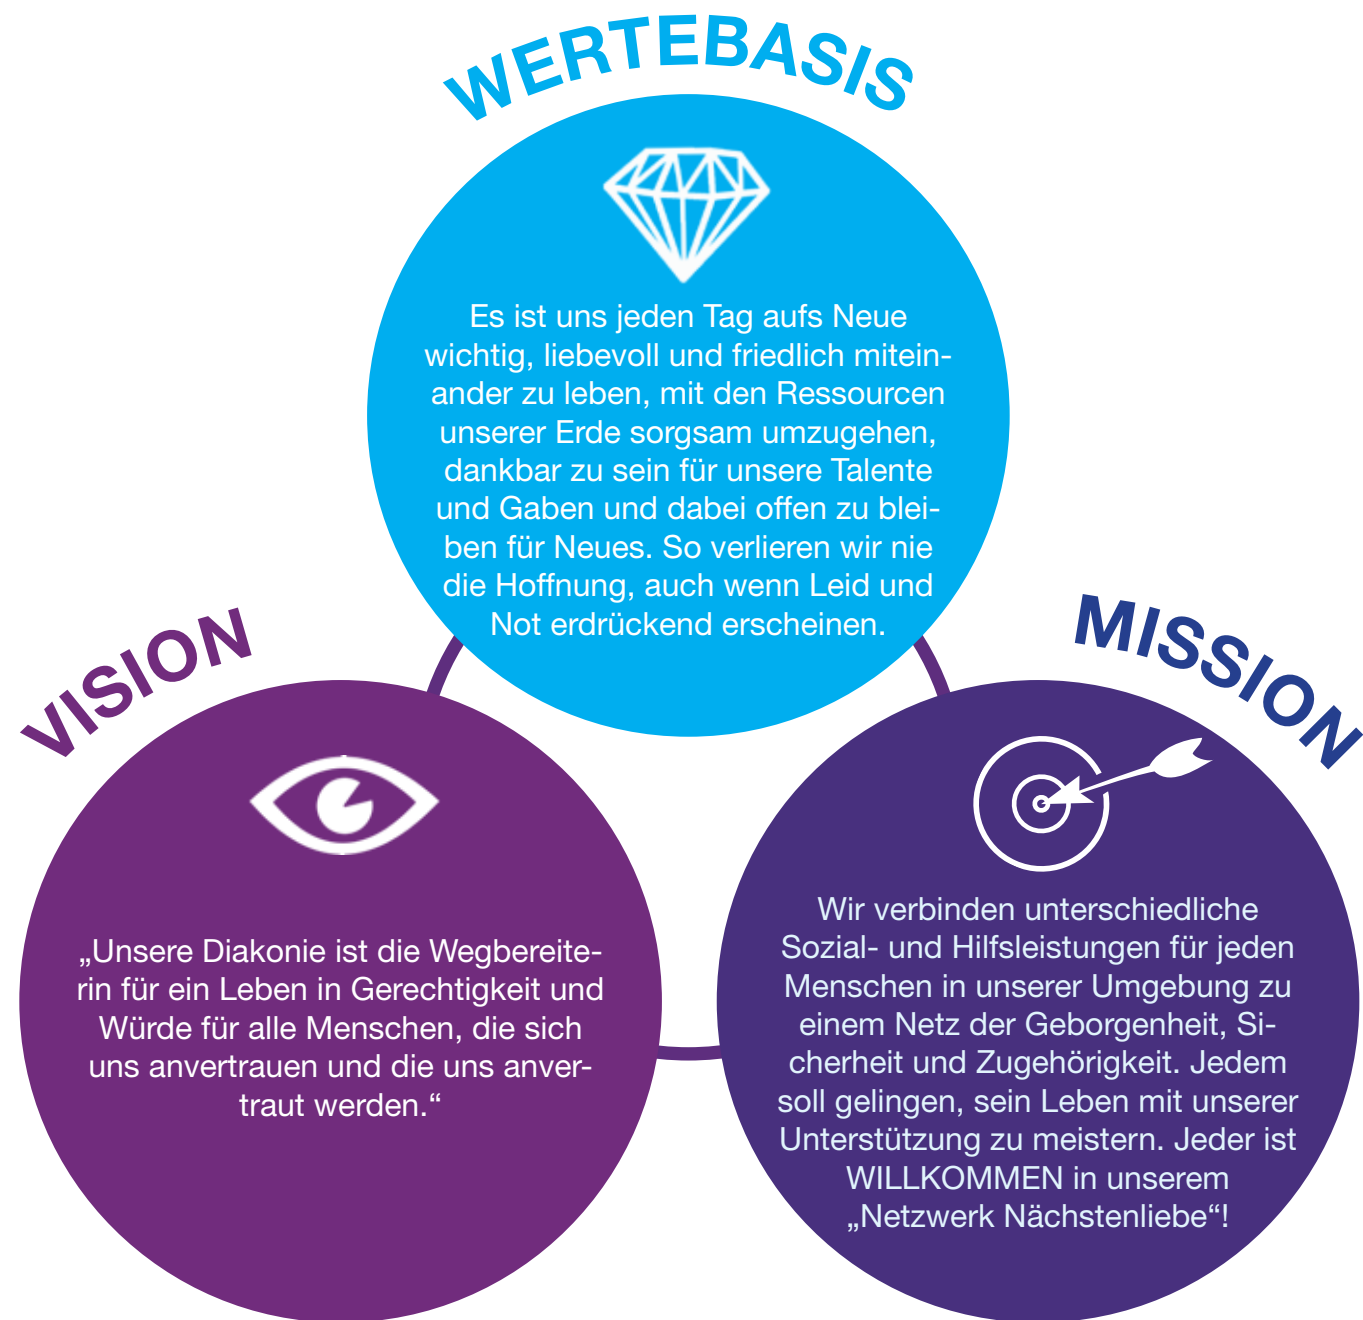 WERTEBASIS
Es ist uns jeden Tag aufs Neue
wichtig, liebevoll und friedlich mitein-
ander zu leben, mit den Ressourcen
unserer Erde sorgsam umzugehen,
dankbar zu sein für unsere Talente
und Gaben und dabei offen zu blei-
ben für Neues. So verlieren wir nie
die Hoffnung, auch wenn Leid und
Not erdrückend erscheinen.
VISION
„Unsere Diakonie ist die Wegbereite-
rin für ein Leben in Gerechtigkeit und
Würde für alle Menschen, die sich
uns anvertrauen und die uns anver-
traut werden.“
MISSION
Wir verbinden unterschiedliche
Sozial- und Hilfsleistungen für jeden
Menschen in unserer Umgebung zu
einem Netz der Geborgenheit, Si-
cherheit und Zugehörigkeit. Jedem
soll gelingen, sein Leben mit unserer
Unterstützung zu meistern. Jeder ist
WILLKOMMEN in unserem
„Netzwerk Nächstenliebe“!